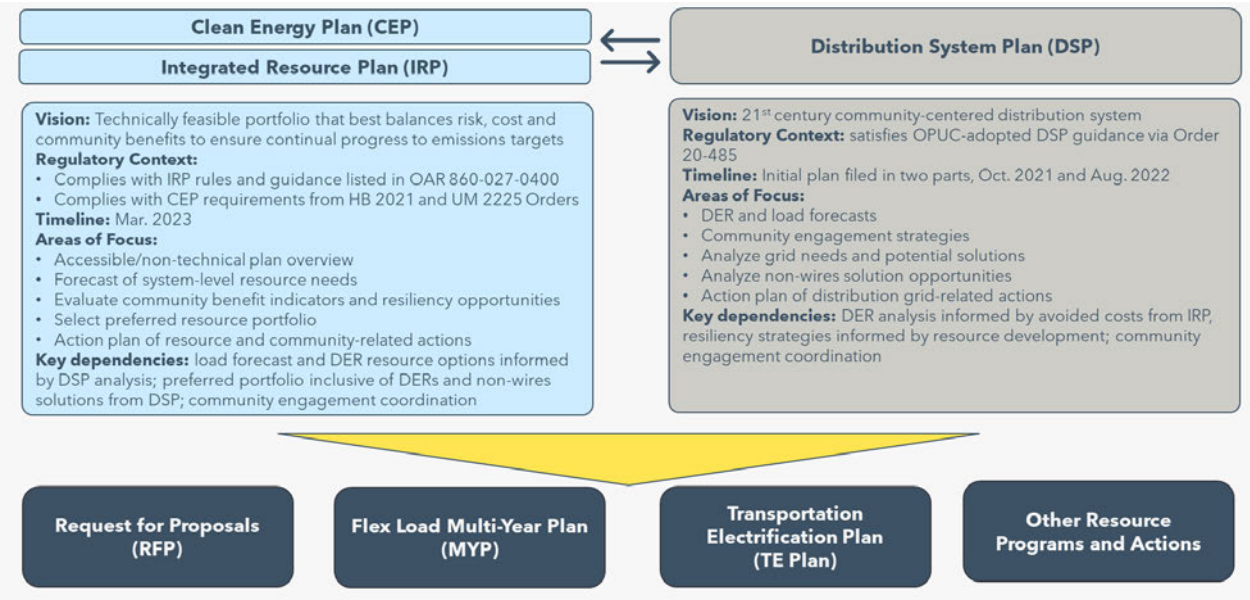 Clean Energy Plan (CEP)
Integrated Resource Plan (IRP)
Distribution System Plan (DSP)
Vision: Technically feasible portfolio that best balances risk, cost and
community benefits to ensure continual progress to emissions targets
Regulatory Context:
• Complies with IRP rules and guidance listed in OAR 860-027-0400
• Complies with CEP requirements from HB 2021 and UM 2225 Orders
Timeline: Mar. 2023
Areas of Focus:
• Accessible/non-technical plan overview
• Forecast of system-level resource needs
• Evaluate community benefit indicators and resiliency opportunities
• Select preferred resource portfolio
• Action plan of resource and community-related actions
Key dependencies: load forecast and DER resource options informed
by DSP analysis; preferred portfolio inclusive of DERs and non-wires
solutions from DSP; community engagement coordination
Vision: 21st century community-centered distribution system
Regulatory Context: satisfies OPUC-adopted DSP guidance via Order
20-485
Timeline: Initial plan filed in two parts, Oct. 2021 and Aug. 2022
Areas of Focus:
• DER and load forecasts
• Community engagement strategies
• Analyze grid needs and potential solutions
• Analyze non-wires solution opportunities
• Action plan of distribution grid-related actions
Key dependencies: DER analysis informed by avoided costs from IRP,
resiliency strategies informed by resource development; community
engagement coordination
Request for Proposals
(RFP)
Flex Load Multi-Year Plan
(MYP)
Transportation
Electrification Plan
(TE Plan)
Other Resource
Programs and Actions